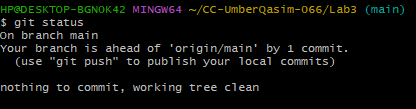 HP@DESKTOP-BGNOK42 MINGW64 ~/CC-UmberQasim-066/Lab3 (main)
$ git status
On branch main
Your branch is ahead of 'origin/main' by 1 commit.
  (use "git push" to publish your local commits)

nothing to commit, working tree clean